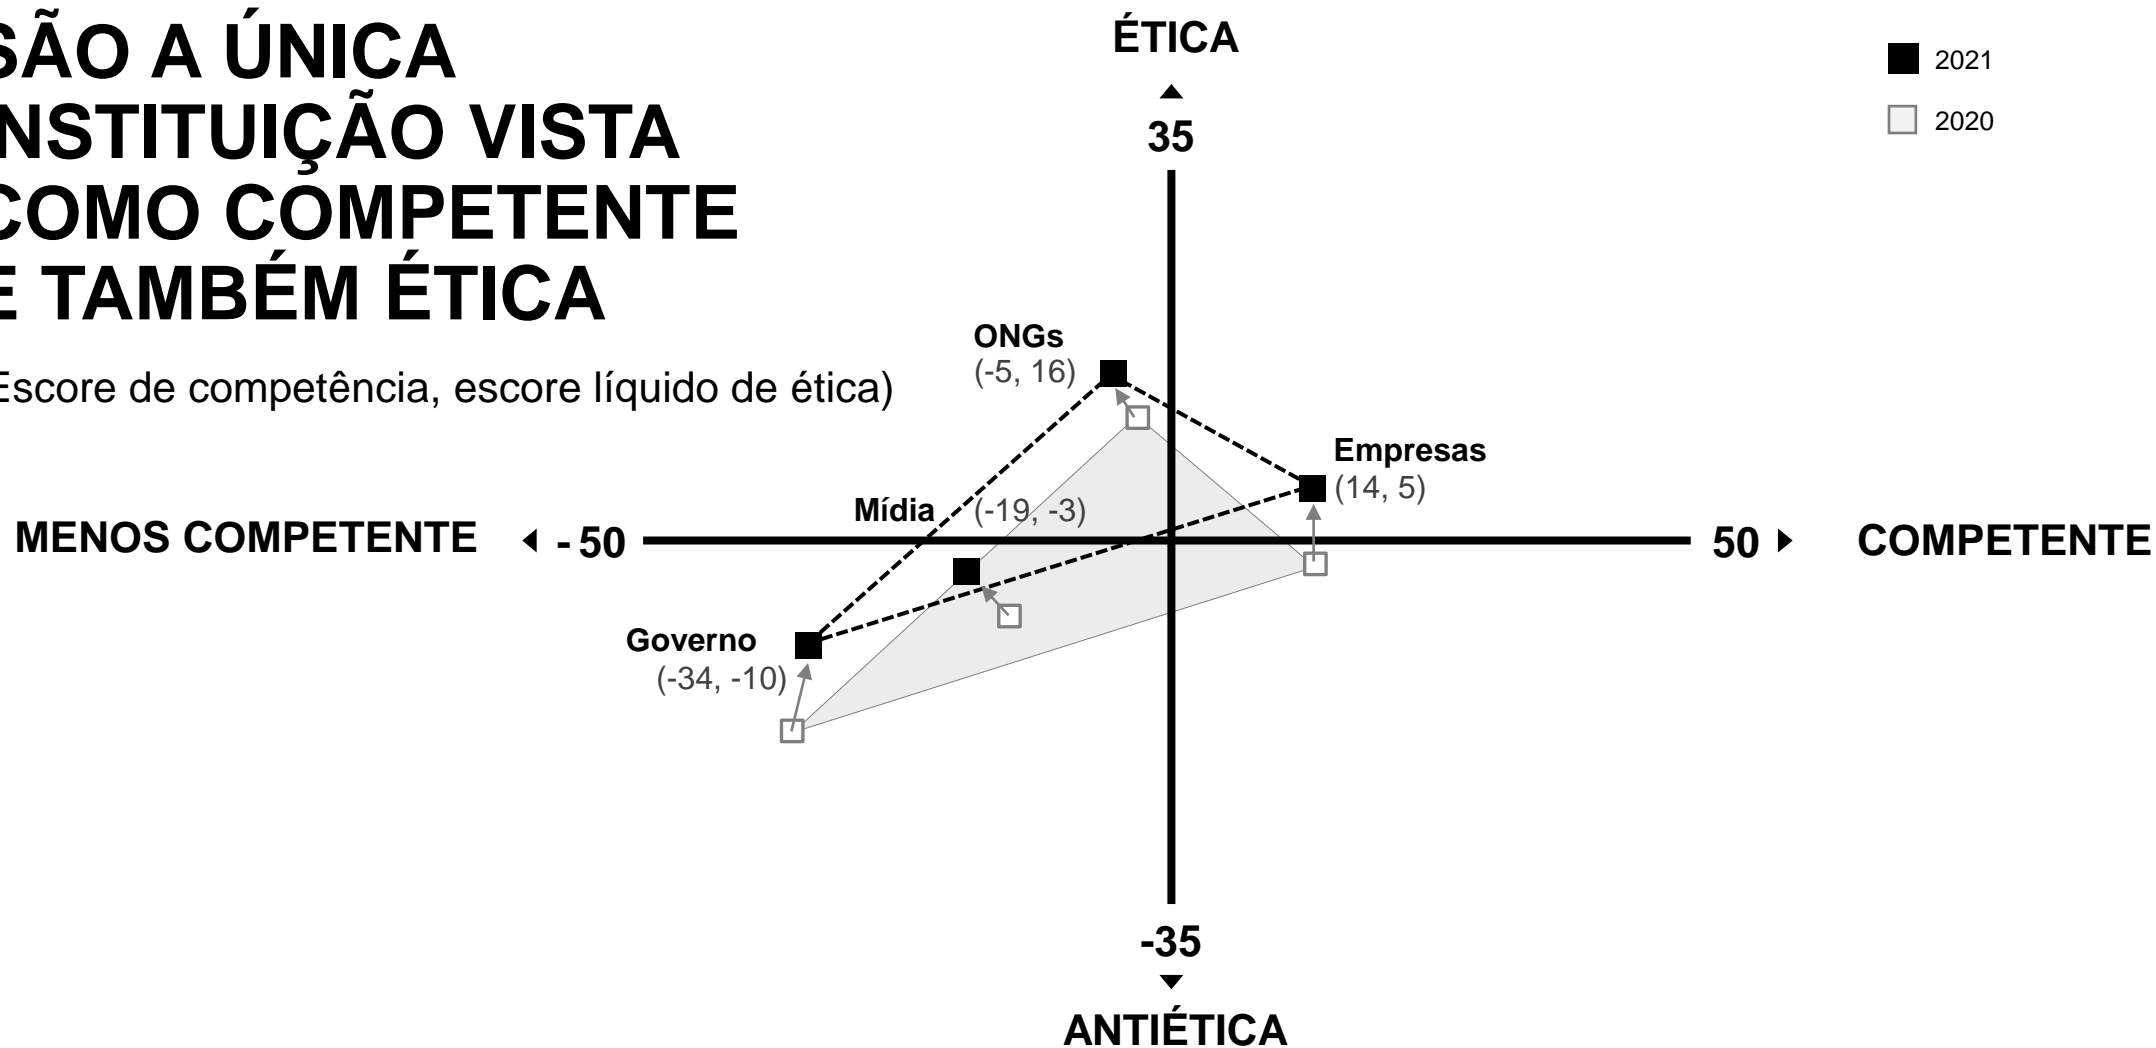 SÃO A ÚNICA
NSTITUIÇÃO VISTA
COMO COMPETENTE
E TAMBÉM ÉTICA
Escore de competência, escore líquido de ética)
ÉTICA
35
2021
2020
ONGs
(-5, 16)
Empresas
(14, 5)
Mídia (-19, -3)
MENOS COMPETENTE - 50
50 COMPETENTE
Governo
(-34, -10)
-35
ANTIÉTICA